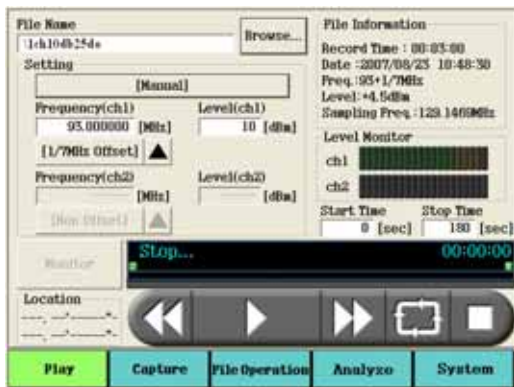 File Name
\1ch10db25do
Browse...
Setting
[Manual]
Frequency(ch1)
Level(ch1)
93.000000 [MHz]
10 [dBm]
[1/7MHz Offset]
Frequency(ch2)
Level(ch2)
[MHz]
[dBm]
[Non Offset]
File Information
Record Time : 00:03:00
Date :2007/08/23 10:48:30
Freq.:93+1/7MHz
Level:+4.5dBm
Sampling Freq.:129.1469MHz
Level Monitor
ch1
ch2
Start Time
Stop Time
0 [sec]
180 [sec]
Monitor
Stop...
00:00:00
Location
Play
Capture
File Operation
Analyze
System